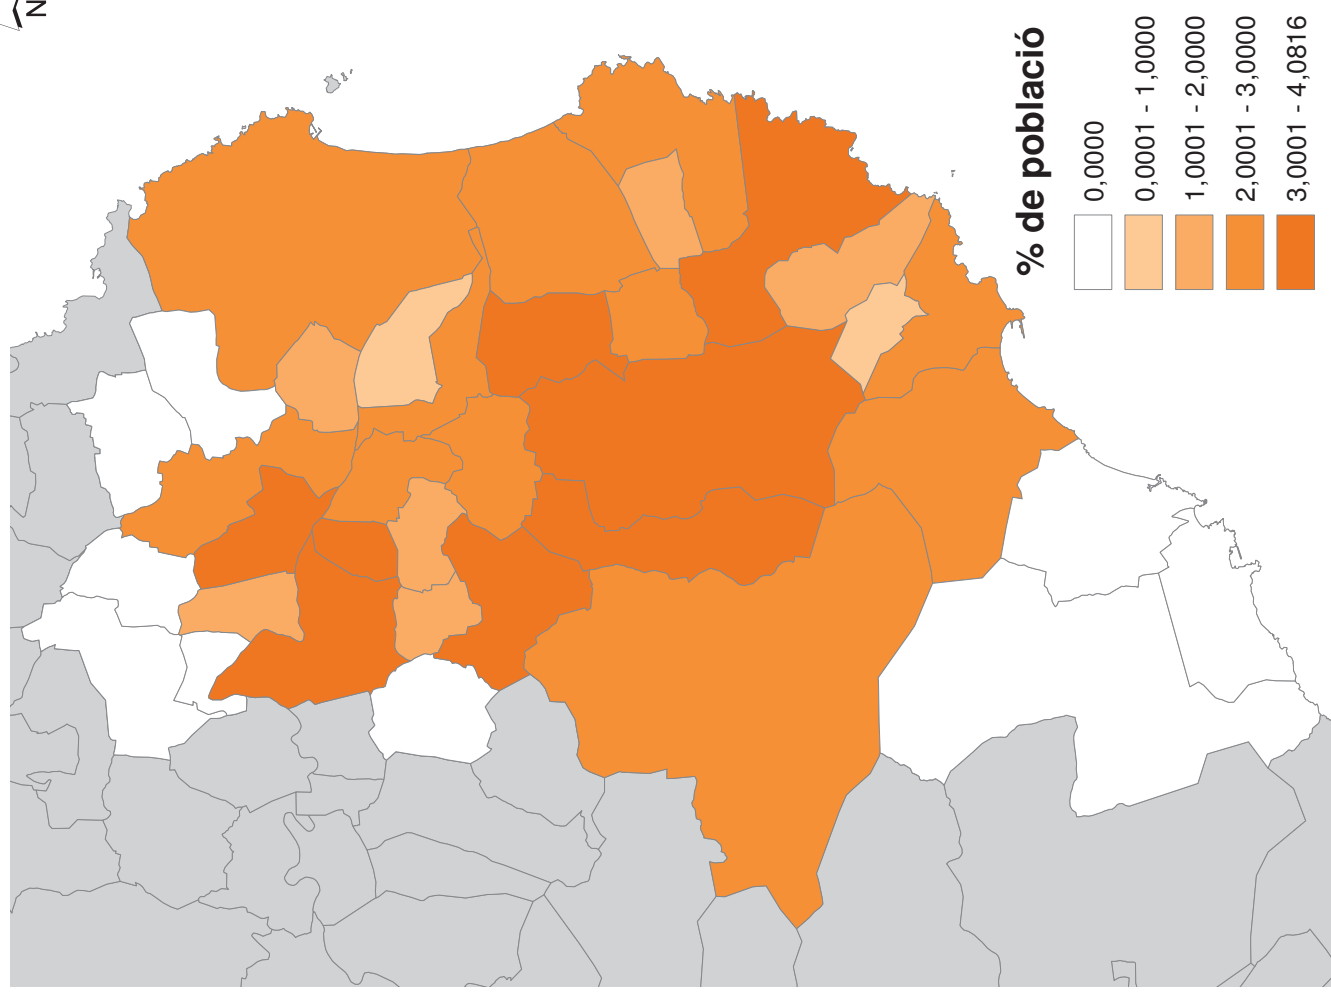 N
% de població
0,0000
0,0001 - 1,0000
1,0001 - 2,0000
2,0001 - 3,0000
3,0001 - 4,0816